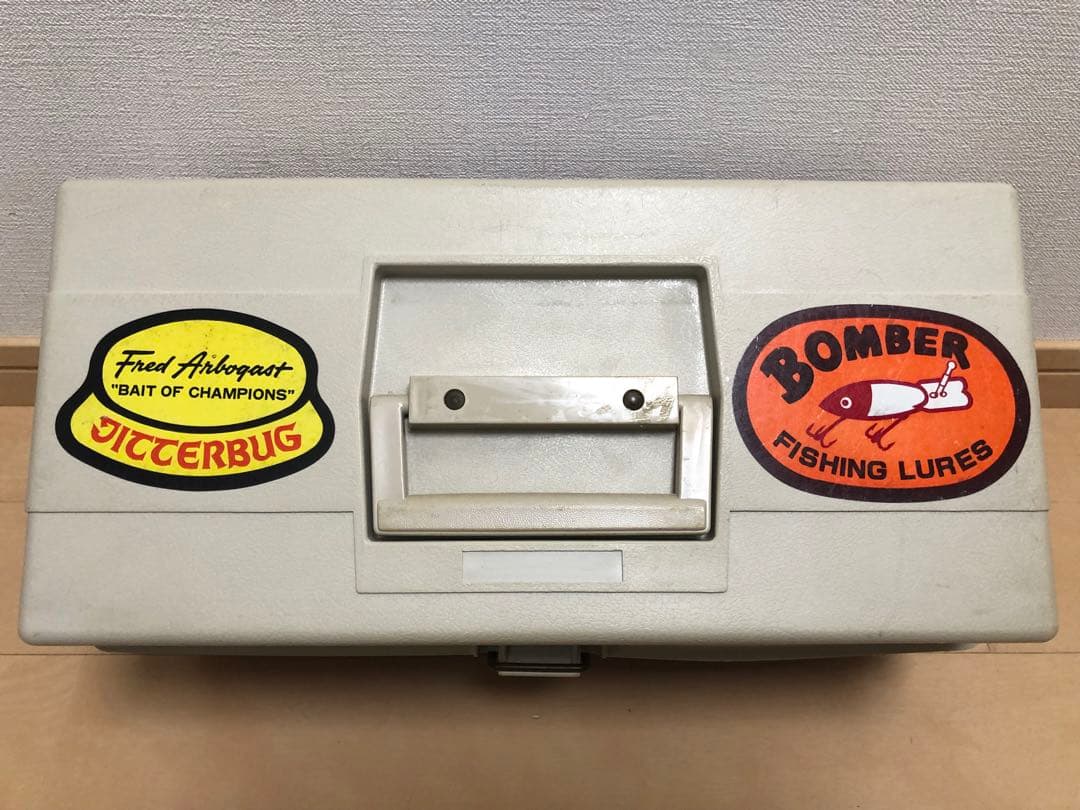 Fred Arbogast
"BAIT OF CHAMPIONS"
JITTERBUG
BOMBER
FISHING LURES